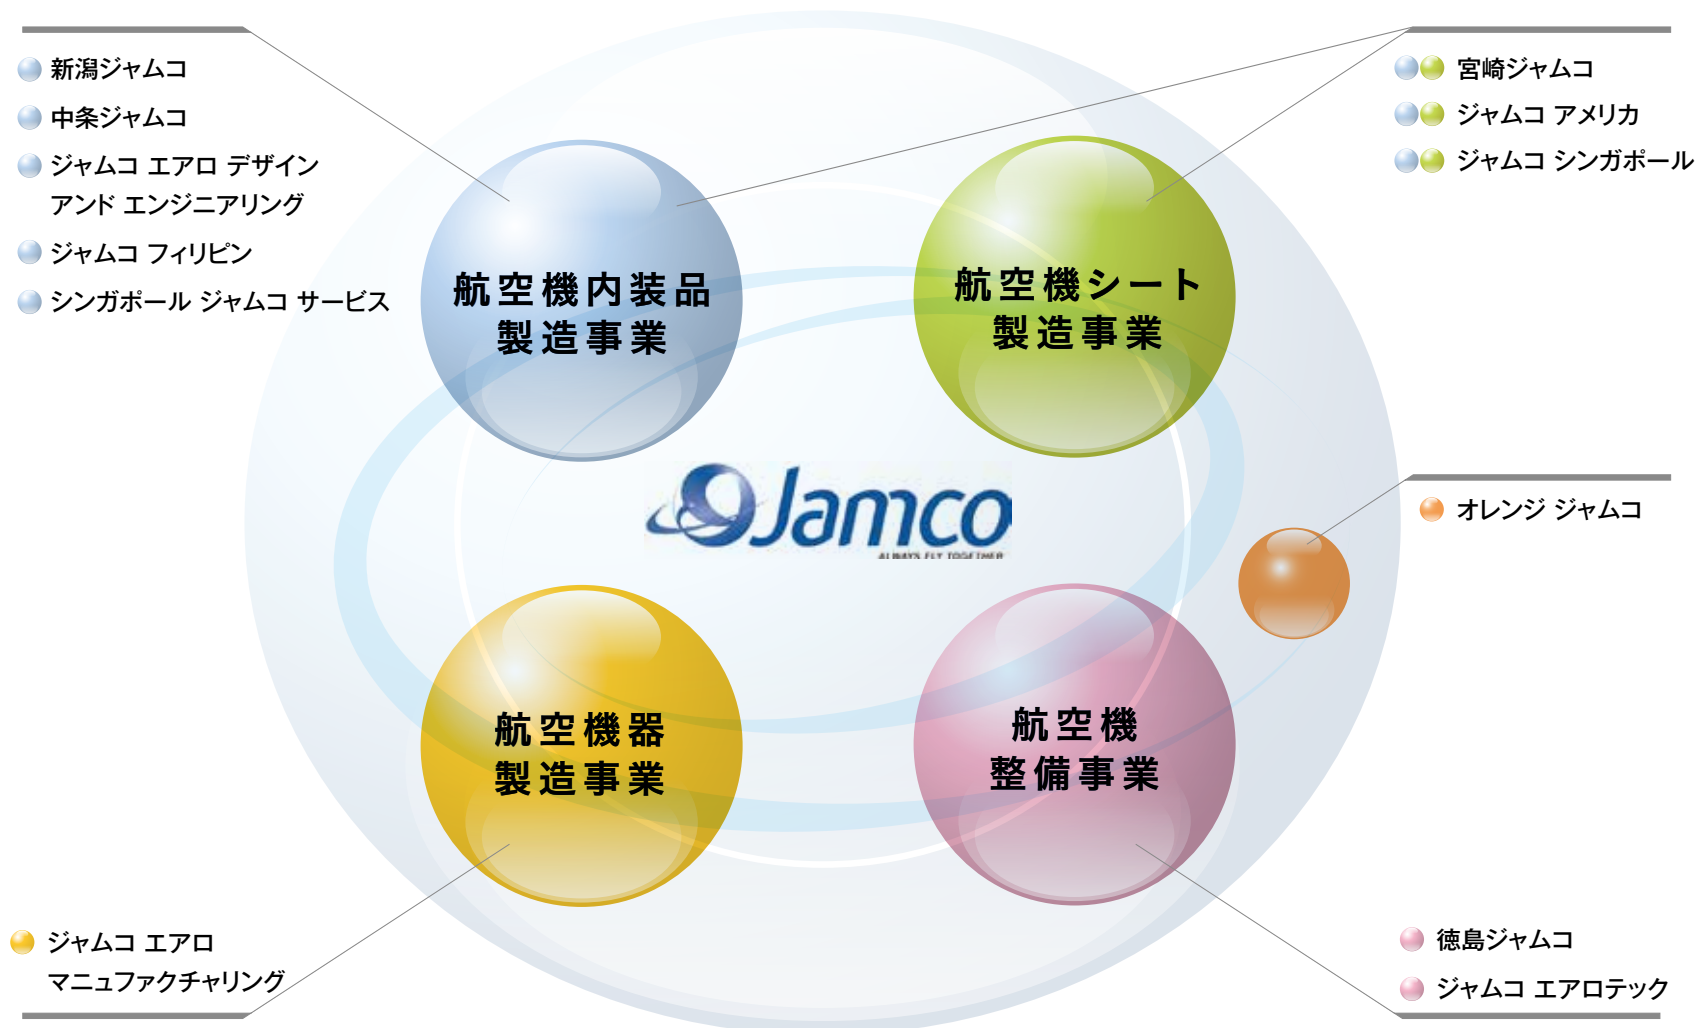 新潟ジャムコ
中条ジャムコ
ジャムコ エアロ デザイン
アンド エンジニアリング
ジャムコ フィリピン
シンガポール ジャムコ サービス
宮崎ジャムコ
ジャムコ アメリカ
ジャムコ シンガポール
航空機内装品
製造事業
航空機シート
製造事業
Jamco
ALWAYS FLY TOGETHER
オレンジ ジャムコ
航空機器
製造事業
航空機
整備事業
ジャムコ エアロ
マニュファクチャリング
徳島ジャムコ
ジャムコ エアロテック